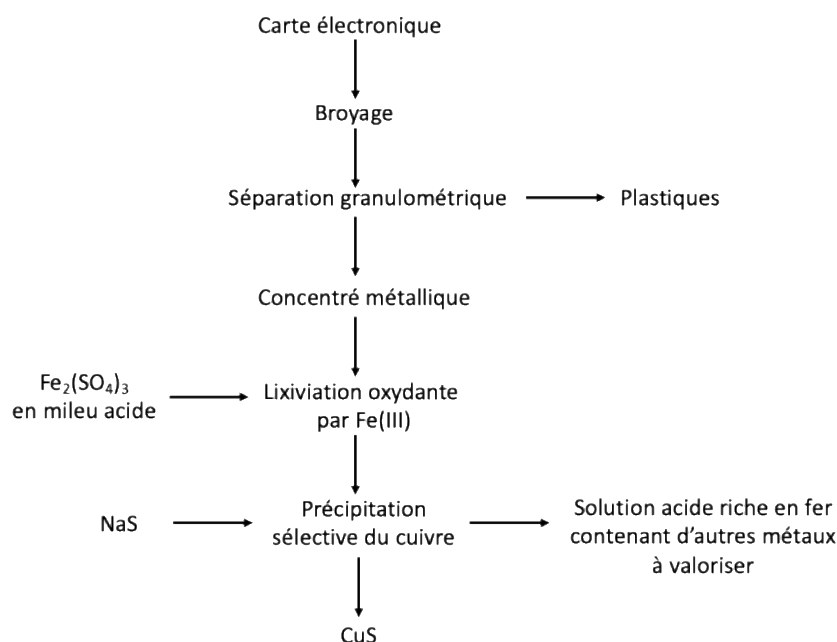 Carte électronique
Broyage
Séparation granulométrique
Plastiques
Concentré métallique
Fe₂(SO₄)₃
en mileu acide
Lixiviation oxydante
par Fe(III)
NaS
Précipitation
sélective du cuivre
Solution acide riche en fer
contenant d'autres métaux
à valoriser
CuS